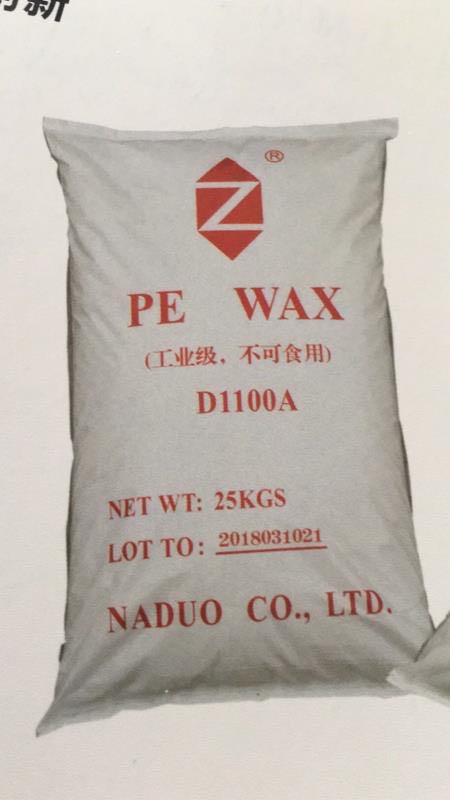 新
®
Z
PE WAX
(工业级，不可食用)
D1100A
NET WT: 25KGS
LOT TO: 2018031021
NADUO CO., LTD.